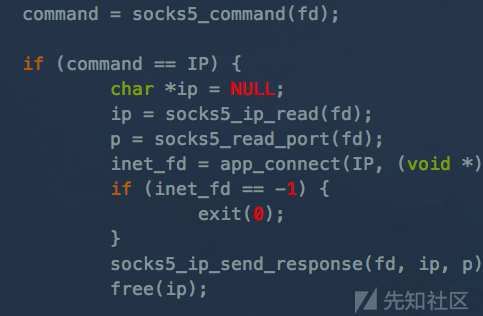 command = socks5_command(fd);
if (command == IP) {
char *ip = NULL;
ip = socks5_ip_read(fd);
p = socks5_read_port(fd);
inet_fd = app_connect(IP, (void *)
if (inet_fd == -1) {
exit(0);
}
socks5_ip_send_response(fd, ip, p)
free(ip);
先知社区